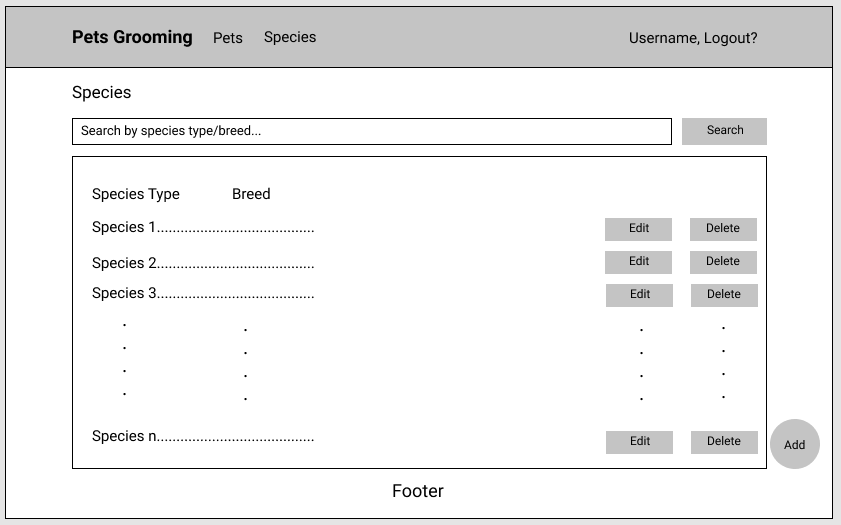 Pets Grooming Pets Species Username, Logout?
Species
Search by species type/breed... Search
Species Type Breed
Species 1....................................... Edit Delete
Species 2....................................... Edit Delete
Species 3....................................... Edit Delete
. . . .
. . . .
. . . .
. . . .
Species n....................................... Edit Delete
Add
Footer